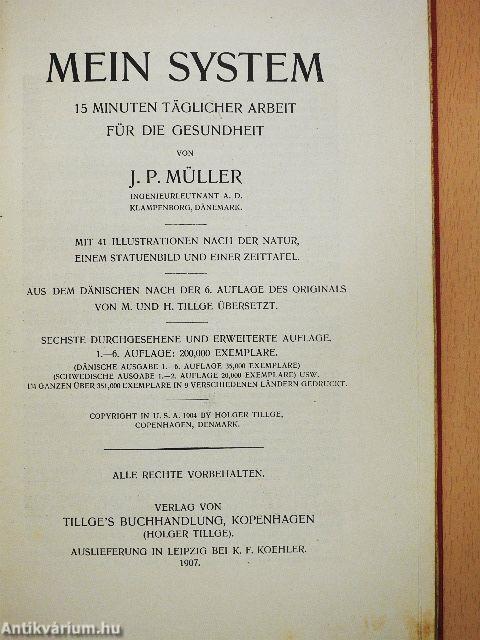 MEIN SYSTEM
15 MINUTEN TÄGLICHER ARBEIT
FÜR DIE GESUNDHEIT
VON
J. P. MÜLLER
INGENIEURLEUTNANT A. D.
KLAMPENBORG, DÄNEMARK.
MIT 41 ILLUSTRATIONEN NACH DER NATUR,
EINEM STATUENBILD UND EINER ZEITTAFEL.
AUS DEM DÄNISCHEN NACH DER 6. AUFLAGE DES ORIGINALS
VON M. UND H. TILLGE ÜBERSETZT.
SECHSTE DURCHGESEHENE UND ERWEITERTE AUFLAGE.
1.—6. AUFLAGE: 200,000 EXEMPLARE.
(DÄNISCHE AUSGABE 1.—6. AUFLAGE 35,000 EXEMPLARE)
(SCHWEDISCHE AUSGABE 1.—2. AUFLAGE 20,000 EXEMPLARE) USW.
IM GANZEN ÜBER 351,000 EXEMPLARE IN 9 VERSCHIEDENEN LÄNDERN GEDRUCKT.
COPYRIGHT IN U. S. A. 1904 BY HOLGER TILLGE,
COPENHAGEN, DENMARK.
ALLE RECHTE VORBEHALTEN.
VERLAG VON
TILLGE'S BUCHHANDLUNG, KOPENHAGEN
(HOLGER TILLGE).
AUSLIEFERUNG IN LEIPZIG BEI K. F. KOEHLER.
1907.
Antikvárium.hu